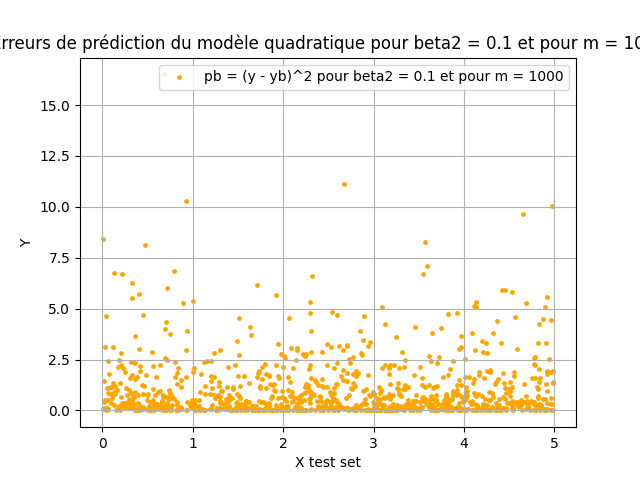 rreurs de prédiction du modèle quadratique pour beta2 = 0.1 et pour m = 10
pb = (y - yb)^2 pour beta2 = 0.1 et pour m = 1000
15.0
12.5
10.0
7.5
5.0
2.5
0.0
Y
0 1 2 3 4 5
X test set